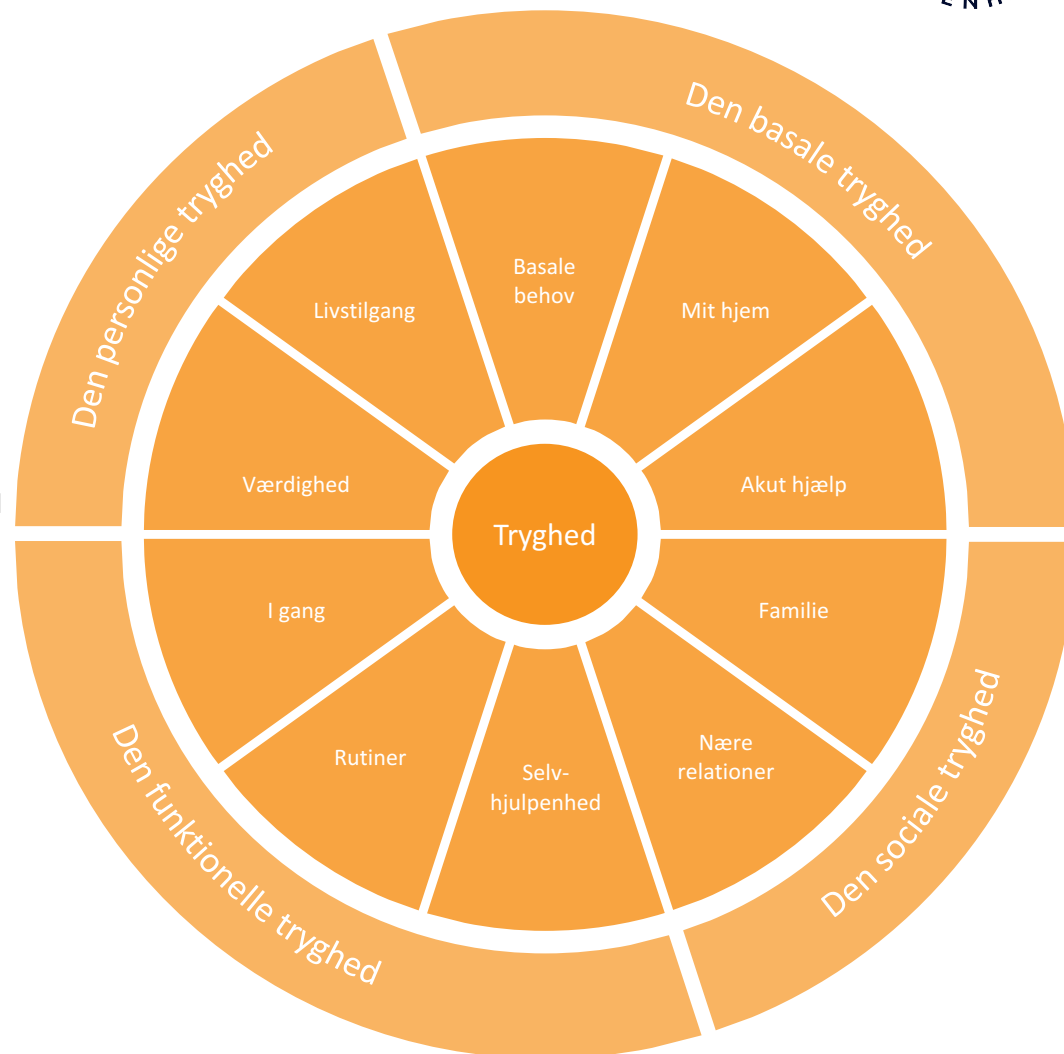 Den basale tryghed
Den personlige tryghed
Basale
behov
Livstilgang
Mit hjem
Værdighed
Akut hjælp
Tryghed
I gang
Familie
Rutiner
Nære
relationer
Selv-
hjulpenhed
Den funktionelle tryghed
Den sociale tryghed